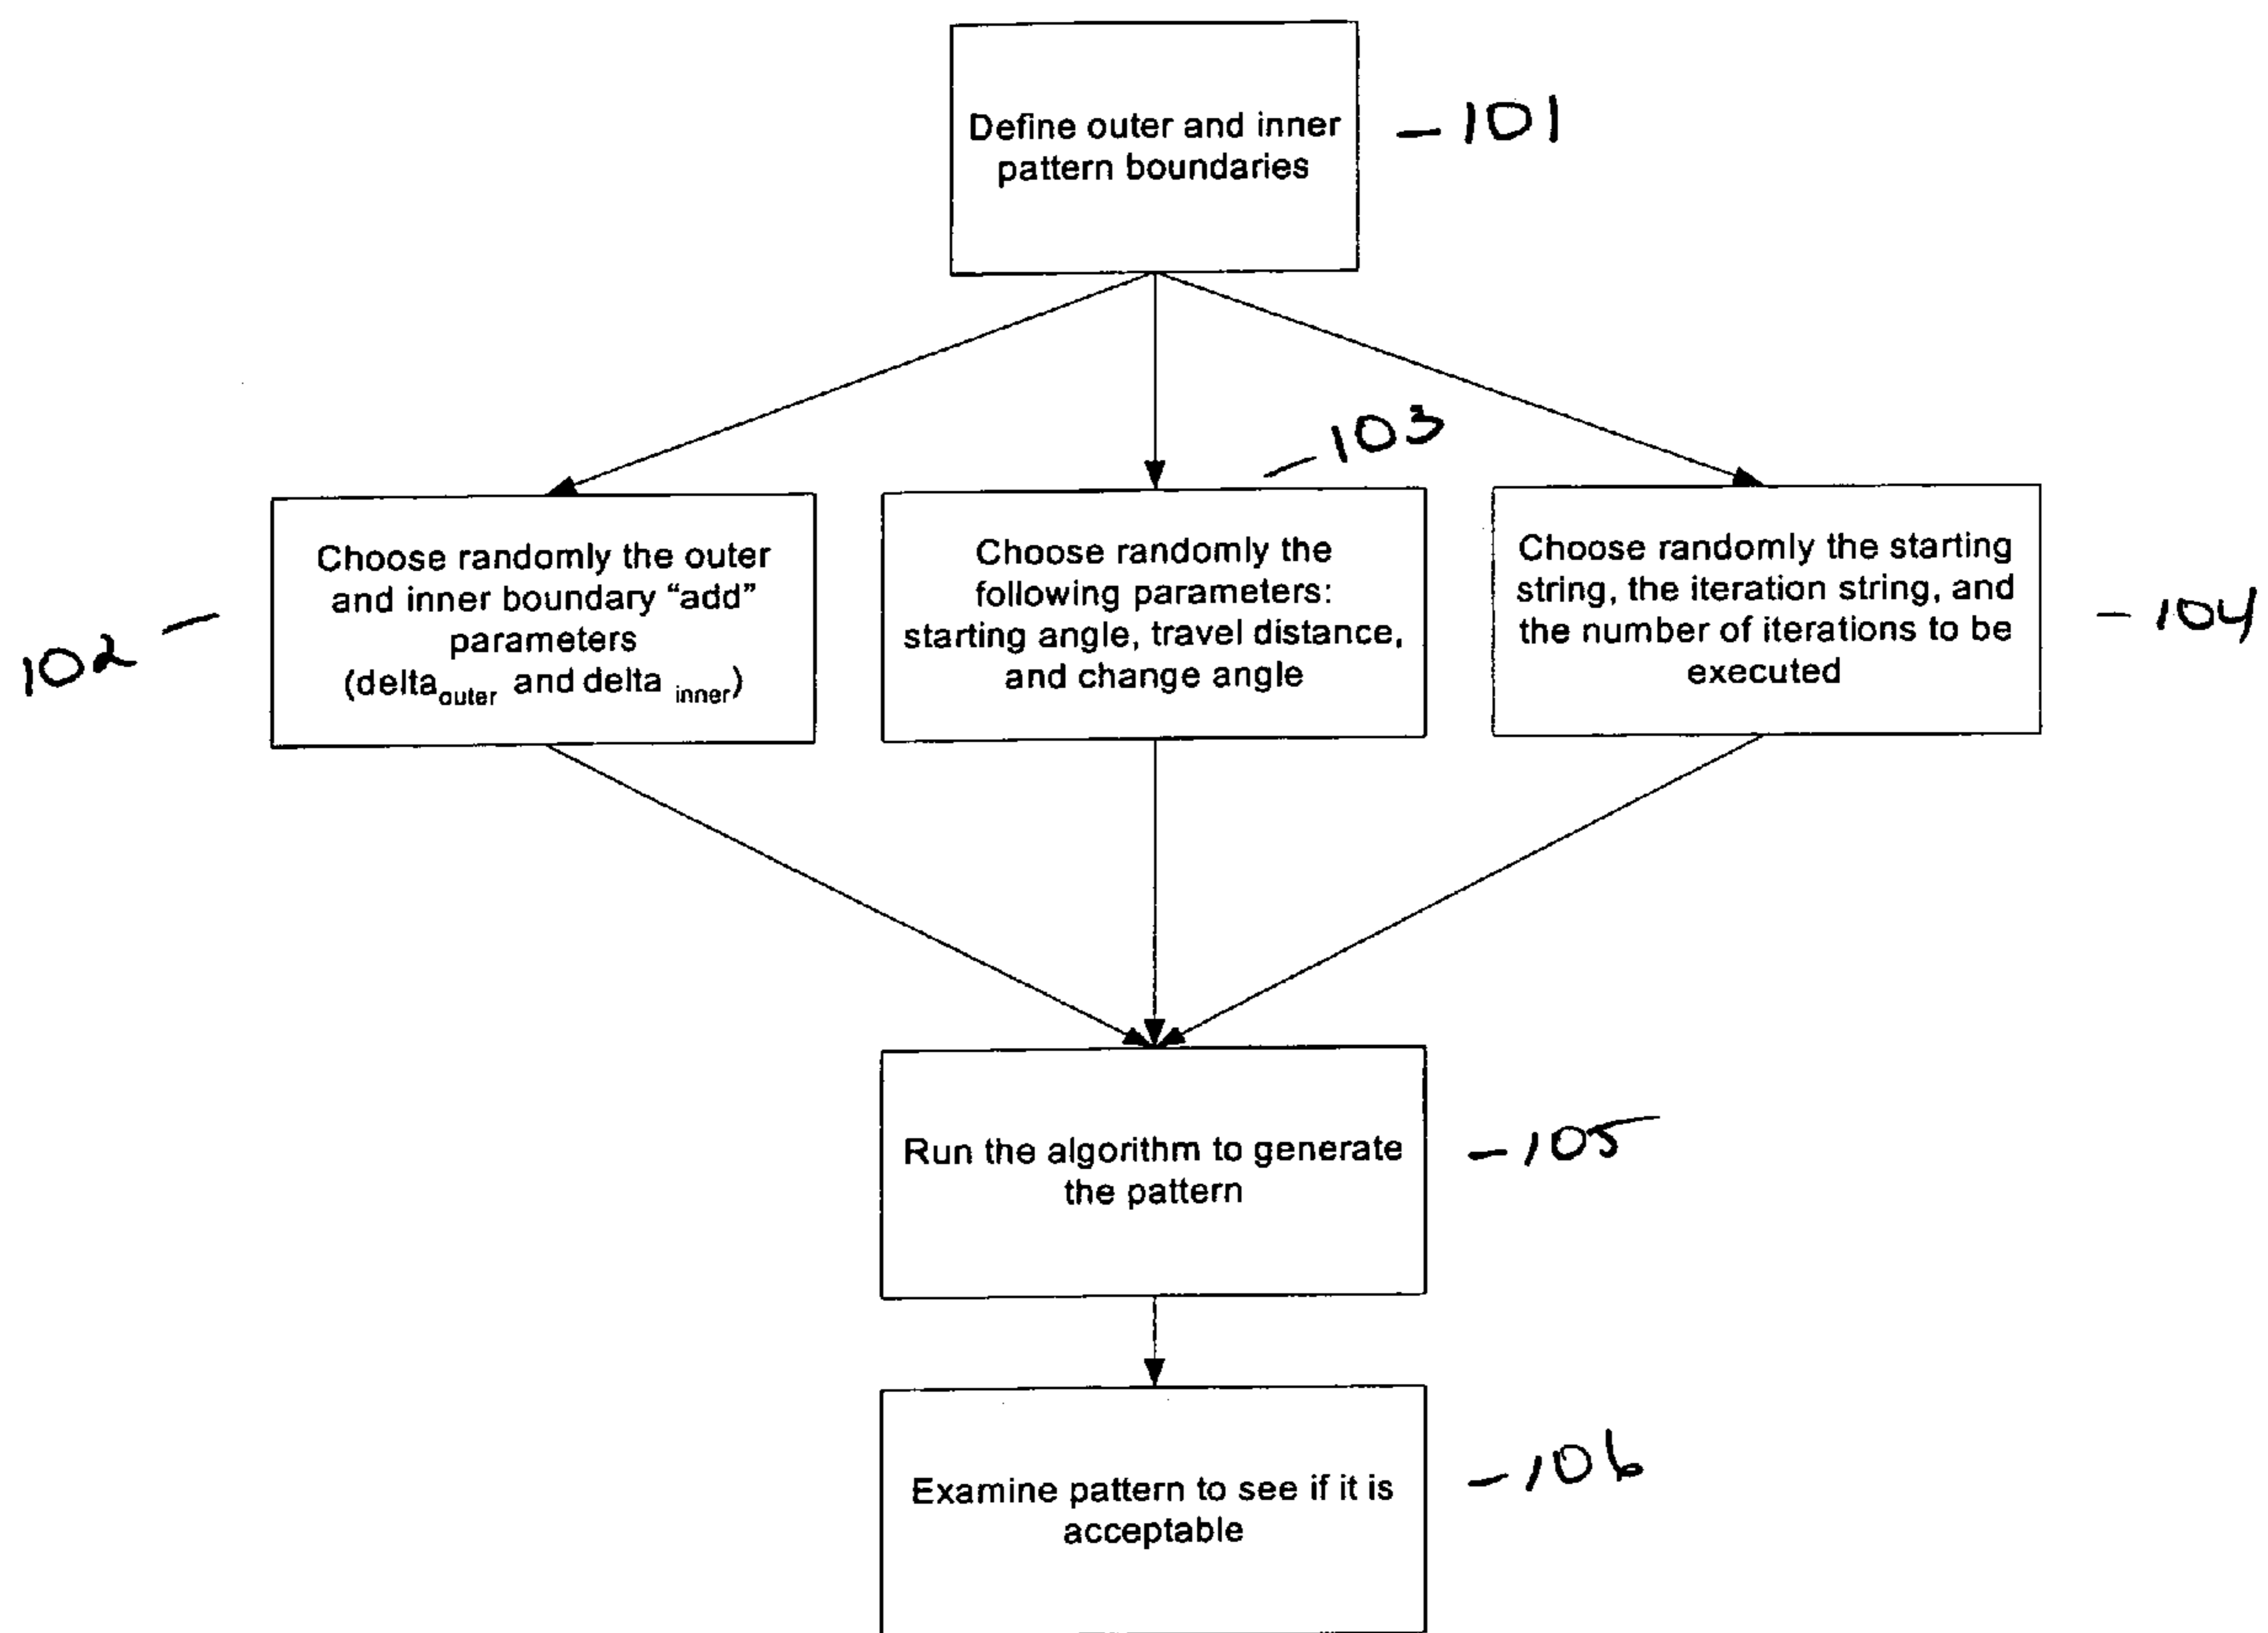 Define outer and inner
pattern boundaries
-101
-103
Choose randomly the outer
and inner boundary “add”
parameters
(delta outer and delta inner)
102 -
Choose randomly the
following parameters:
starting angle, travel distance,
and change angle
Choose randomly the starting
string, the iteration string, and
the number of iterations to be
executed
-104
Run the algorithm to generate
the pattern
-105
Examine pattern to see if it is
acceptable
-106